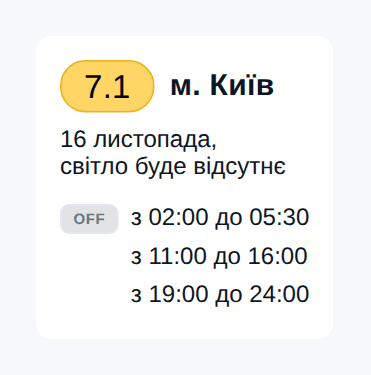 7.1 м. Київ
16 листопада,
світло буде відсутнє
OFF з 02:00 до 05:30
з 11:00 до 16:00
з 19:00 до 24:00